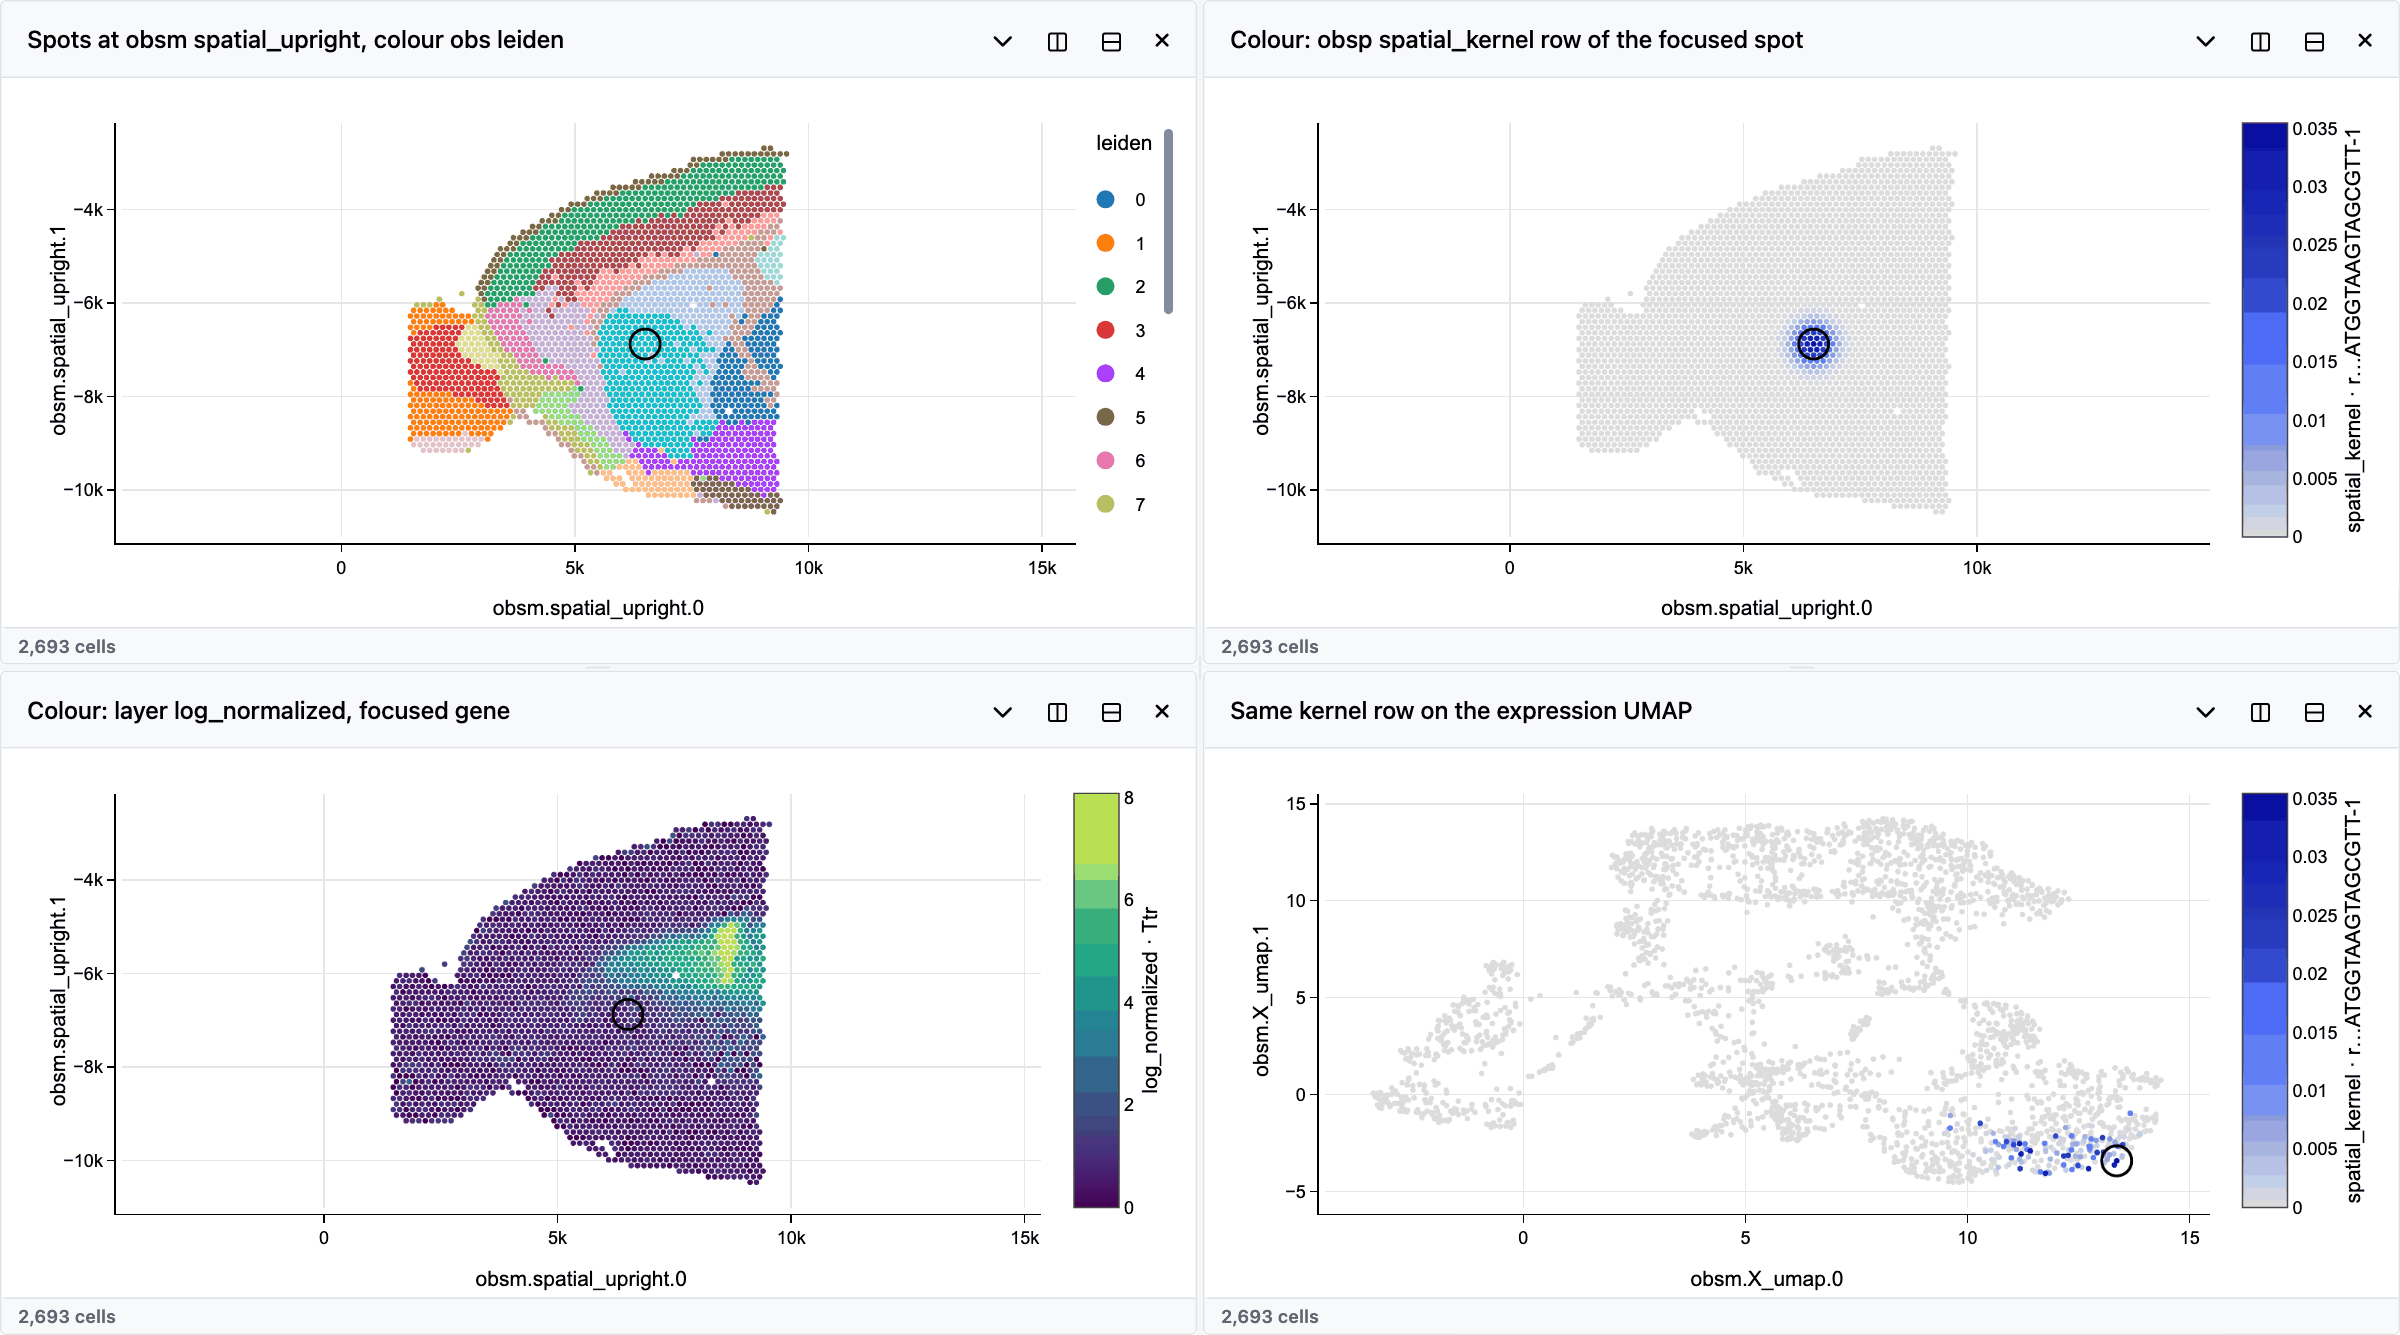 Spots at obsm spatial_upright, colour obs leiden
obsm.spatial_upright.1
−4k
−6k
−8k
−10k
0
5k
10k
15k
obsm.spatial_upright.0
leiden
0
1
2
3
4
5
6
7
2,693 cells
Colour: obsp spatial_kernel row of the focused spot
obsm.spatial_upright.1
−4k
−6k
−8k
−10k
0
5k
10k
obsm.spatial_upright.0
0.035
0.03
0.025
0.02
0.015
0.01
0.005
0
spatial_kernel · r…ATGGTAAGTAGCGTT-1
2,693 cells
Colour: layer log_normalized, focused gene
obsm.spatial_upright.1
−4k
−6k
−8k
−10k
0
5k
10k
15k
obsm.spatial_upright.0
8
6
4
2
0
log_normalized · Ttr
2,693 cells
Same kernel row on the expression UMAP
obsm.X_umap.1
15
10
5
0
−5
0
5
10
15
obsm.X_umap.0
0.035
0.03
0.025
0.02
0.015
0.01
0.005
0
spatial_kernel · r…ATGGTAAGTAGCGTT-1
2,693 cells